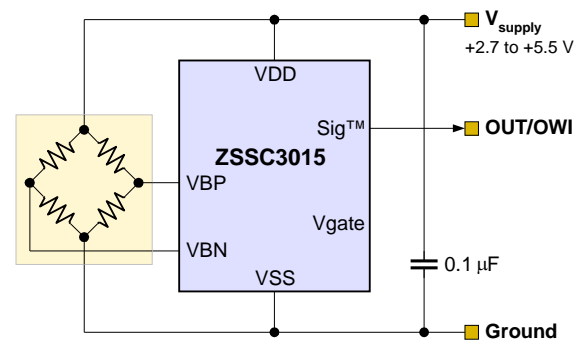 V supply
+2.7 to +5.5 V
VDD
Sig™
OUT/OWI
ZSSC3015
VBP
Vgate
VBN
VSS
0.1 μF
Ground